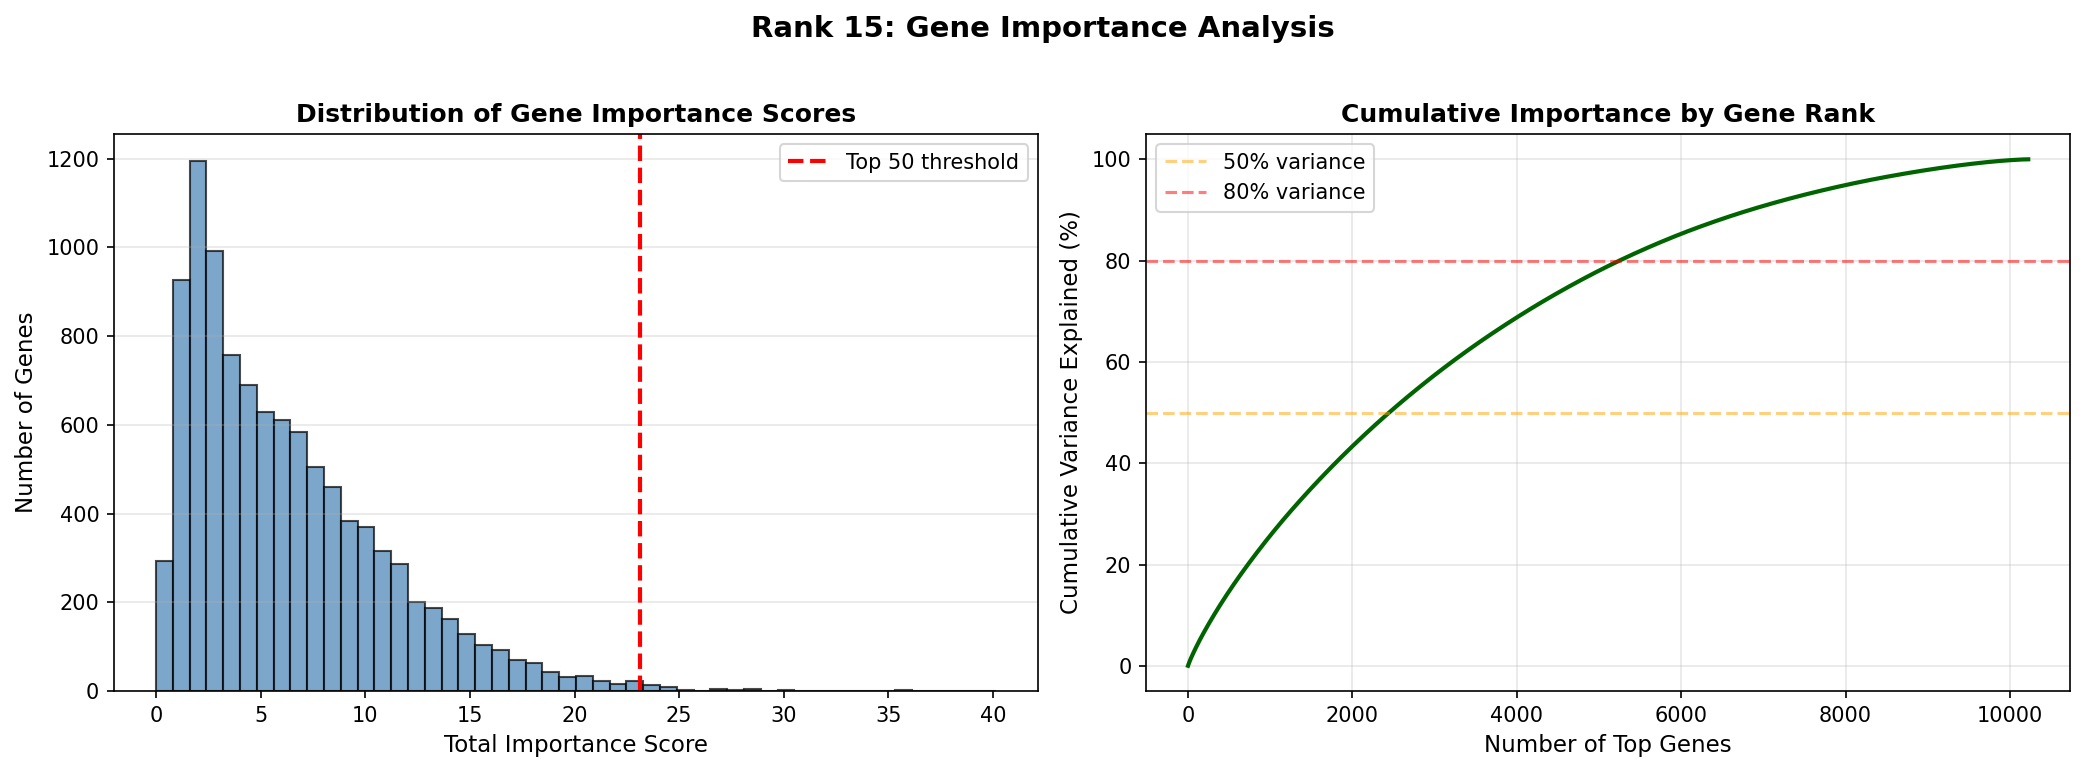 Rank 15: Gene Importance Analysis
Distribution of Gene Importance Scores
Number of Genes
1200
1000
800
600
400
200
0
Top 50 threshold
0 5 10 15 20 25 30 35 40
Total Importance Score
Cumulative Importance by Gene Rank
Cumulative Variance Explained (%)
100
80
60
40
20
0
50% variance
80% variance
0 2000 4000 6000 8000 10000
Number of Top Genes